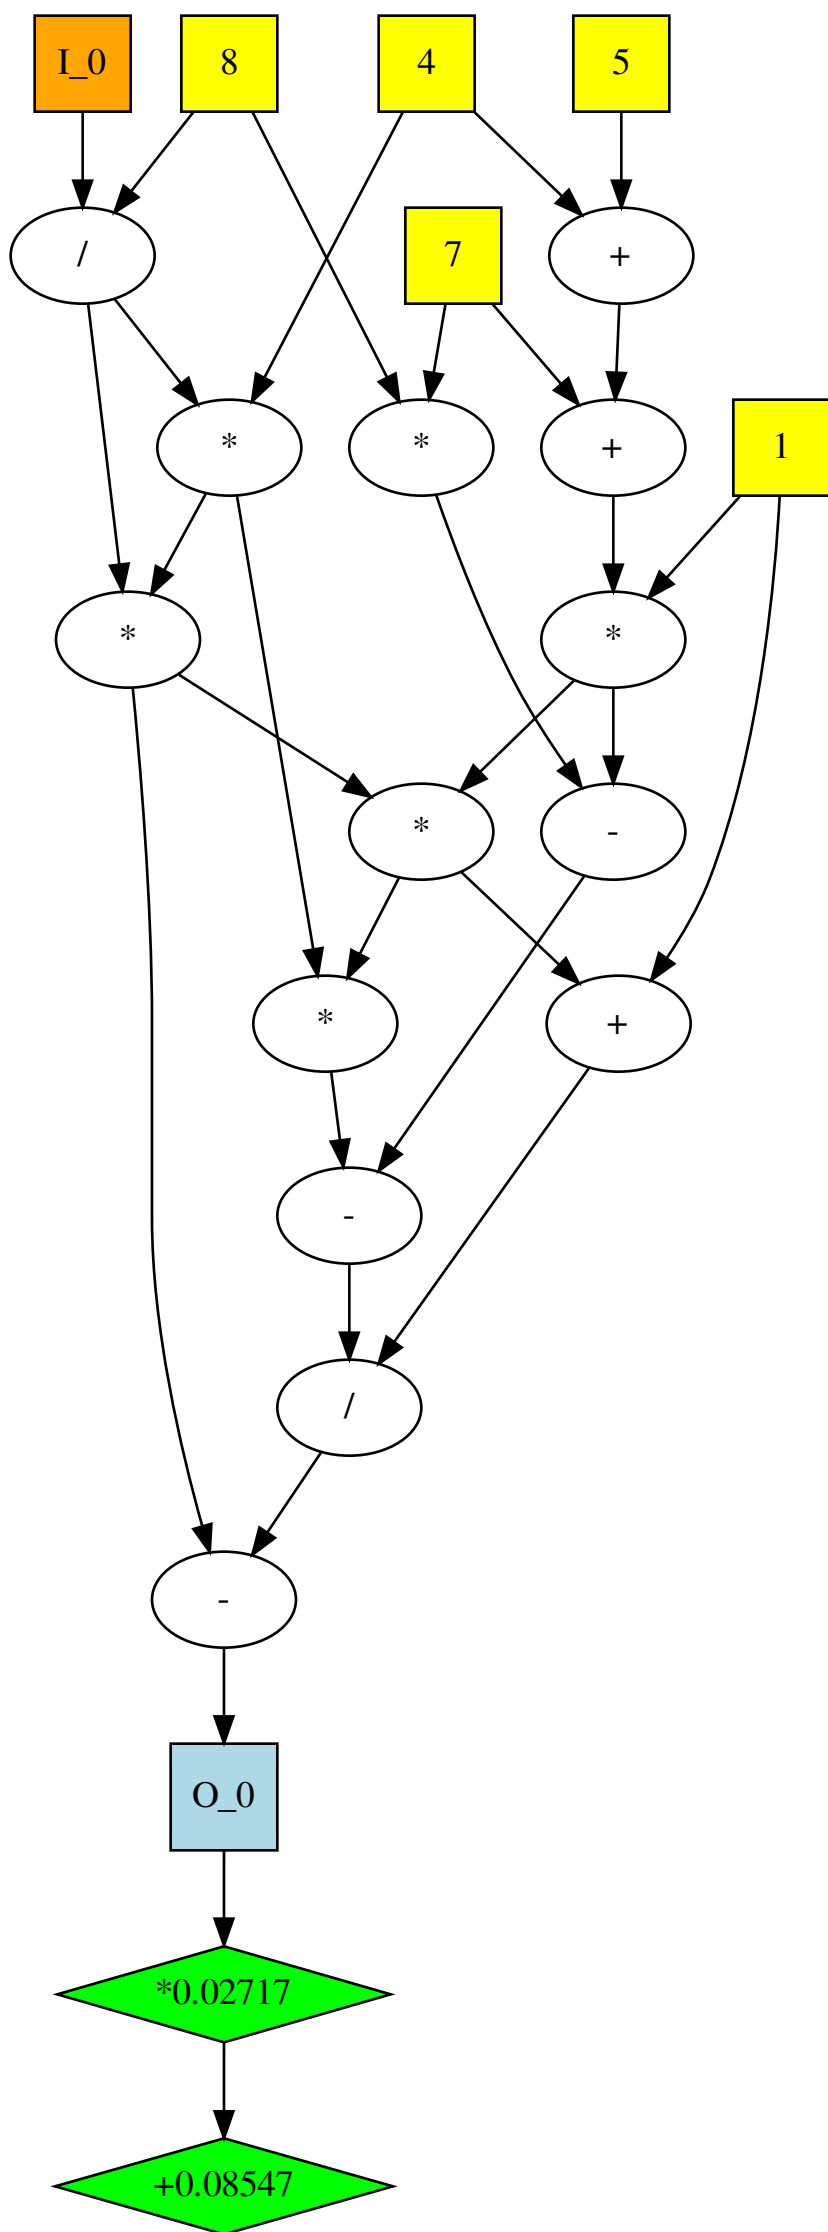 I_0 8 4 5
/ 7 +
* * + 1
* *
* -
* +
-
/
-
O_0
*0.02717
+0.08547